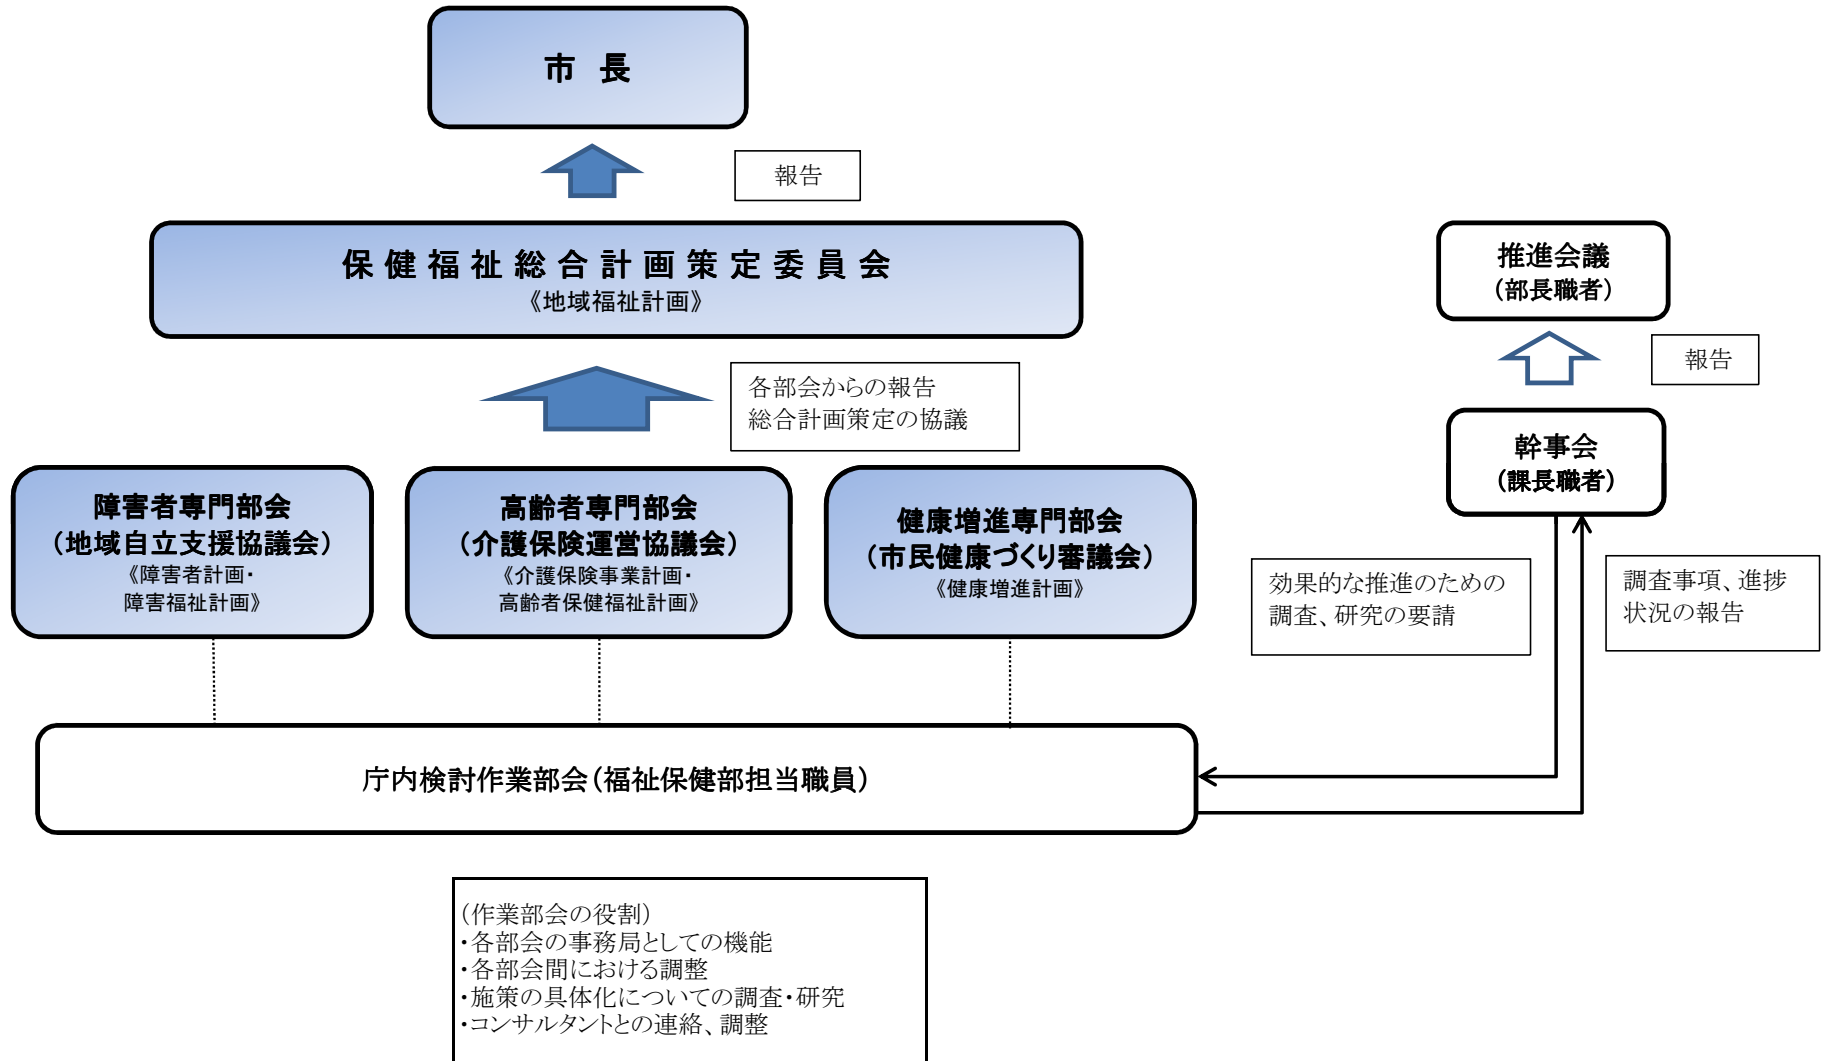 市 長
報告
保健福祉総合計画策定委員会
《地域福祉計画》
推進会議
（部長職者）
報告
各部会からの報告
総合計画策定の協議
幹事会
（課長職者）
障害者専門部会
（地域自立支援協議会）
《障害者計画・
障害福祉計画》
高齢者専門部会
（介護保険運営協議会）
《介護保険事業計画・
高齢者保健福祉計画》
健康増進専門部会
（市民健康づくり審議会）
《健康増進計画》
効果的な推進のための
調査、研究の要請
調査事項、進捗
状況の報告
庁内検討作業部会（福祉保健部担当職員）
（作業部会の役割）
・各部会の事務局としての機能
・各部会間における調整
・施策の具体化についての調査・研究
・コンサルタントとの連絡、調整